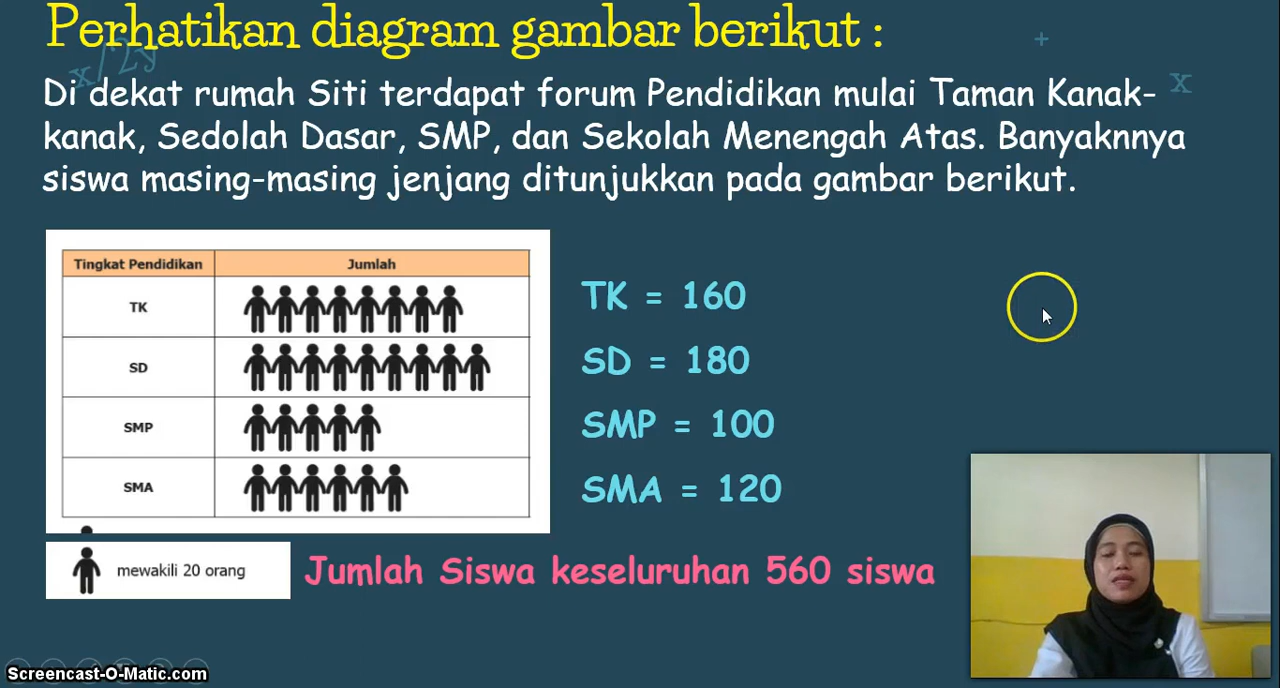 Perhatikan diagram gambar berikut :
x/2y
+
x
Di dekat rumah Siti terdapat forum Pendidikan mulai Taman Kanak-
kanak, Sedolah Dasar, SMP, dan Sekolah Menengah Atas. Banyaknnya
siswa masing-masing jenjang ditunjukkan pada gambar berikut.
Tingkat Pendidikan Jumlah
TK
SD
SMP
SMA
TK = 160
SD = 180
SMP = 100
SMA = 120
mewakili 20 orang
Jumlah Siswa keseluruhan 560 siswa
Screencast-O-Matic.com